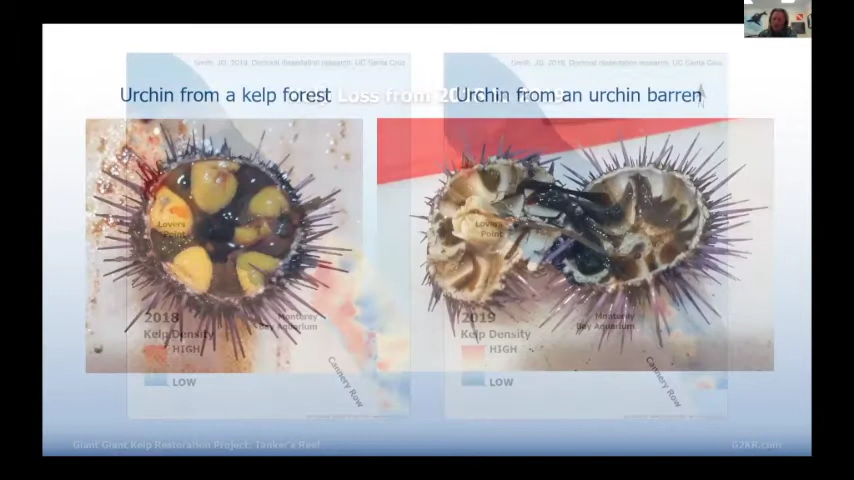 Smith, JG. 2019. Doctoral dissertation research. UC Santa Cruz
Smith, JG. 2019. Doctoral dissertation research. UC Santa Cruz
Loss from 20
Urchin from a kelp forest
Urchin from an urchin barren
Lovers
Point
Lovers
Point
2018
Kelp Density
HIGH
LOW
Monterey
Bay Aquarium
Cannery Row
2019
Kelp Density
HIGH
LOW
Monterey
Bay Aquarium
Cannery Row
Giant Giant Kelp Restoration Project: Tanker's Reef
G2KR.com